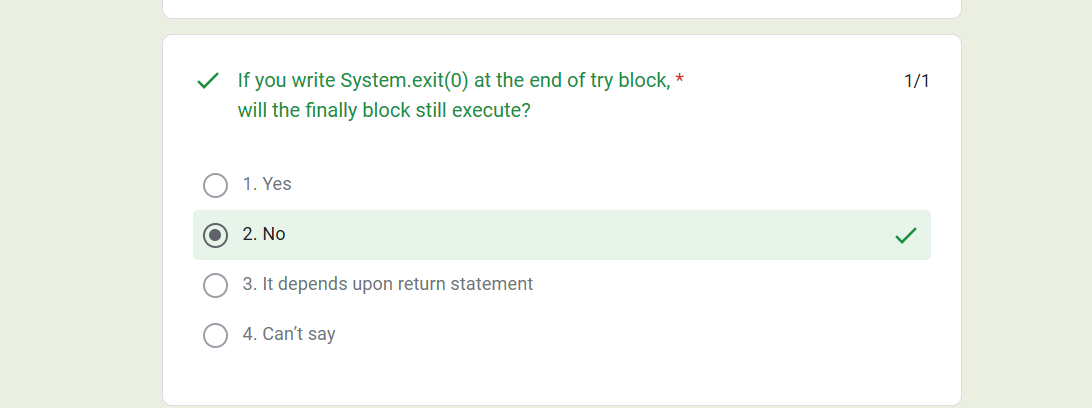 If you write System.exit(0) at the end of try block, *
1/1
will the finally block still execute?
1. Yes
2. No
3. It depends upon return statement
4. Can't say